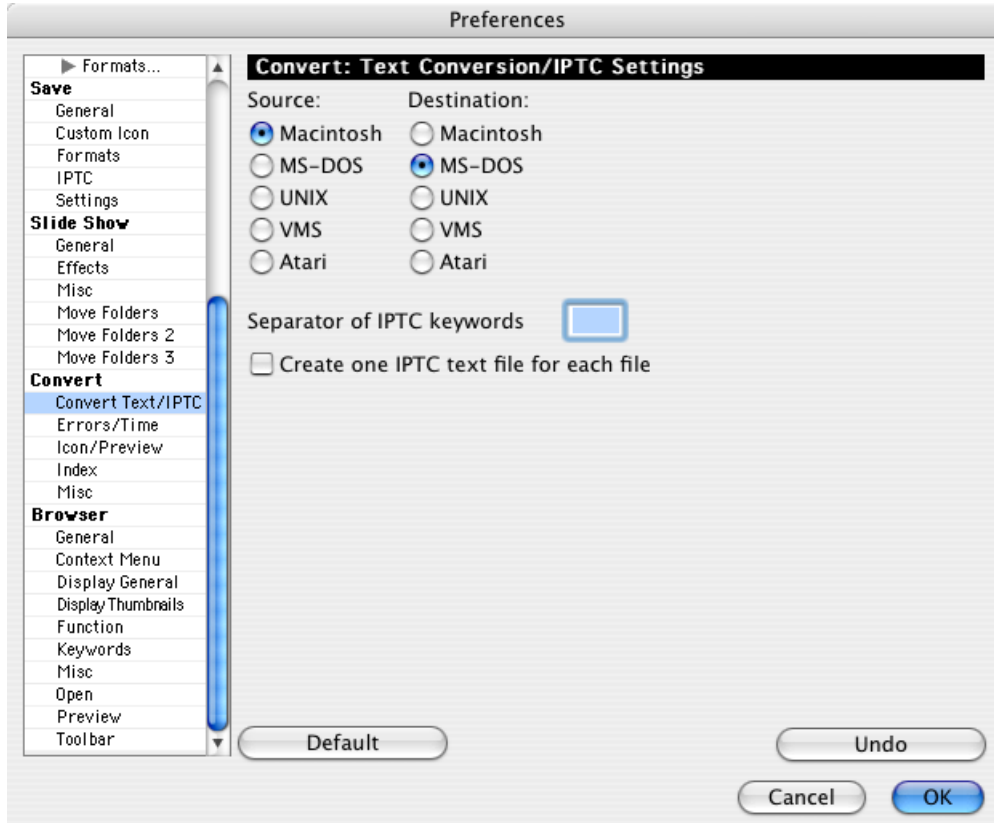 Preferences
▶ Formats...
Save
General
Custom Icon
Formats
IPTC
Settings
Slide Show
General
Effects
Misc
Move Folders
Move Folders 2
Move Folders 3
Convert
Convert Text/IPTC
Errors/Time
Icon/Preview
Index
Misc
Browser
General
Context Menu
Display General
Display Thumbnails
Function
Keywords
Misc
Open
Preview
Toolbar
Convert: Text Conversion/IPTC Settings
Source: Destination:
Macintosh Macintosh
MS-DOS MS-DOS
UNIX UNIX
VMS VMS
Atari Atari
Separator of IPTC keywords
Create one IPTC text file for each file
Default Undo
Cancel OK